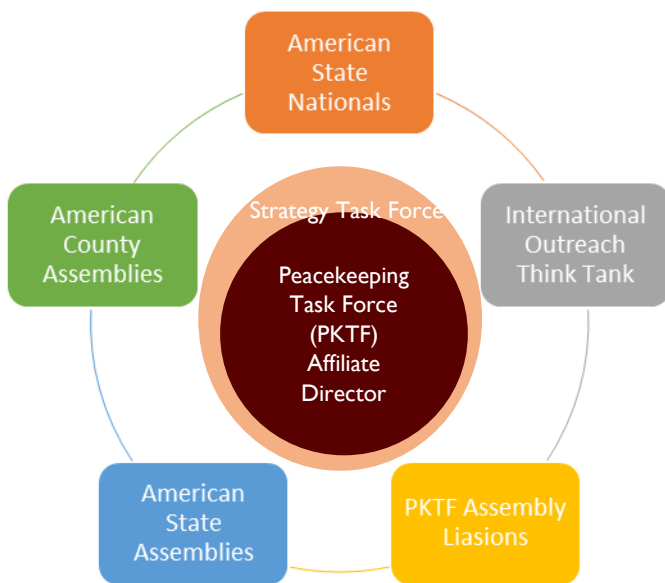 American
State
Nationals
American
County
Assemblies
Strategy Task Force
International
Outreach
Think Tank
Peacekeeping
Task Force
(PKTF)
Affiliate
Director
American
State
Assemblies
PKTF Assembly
Liasions